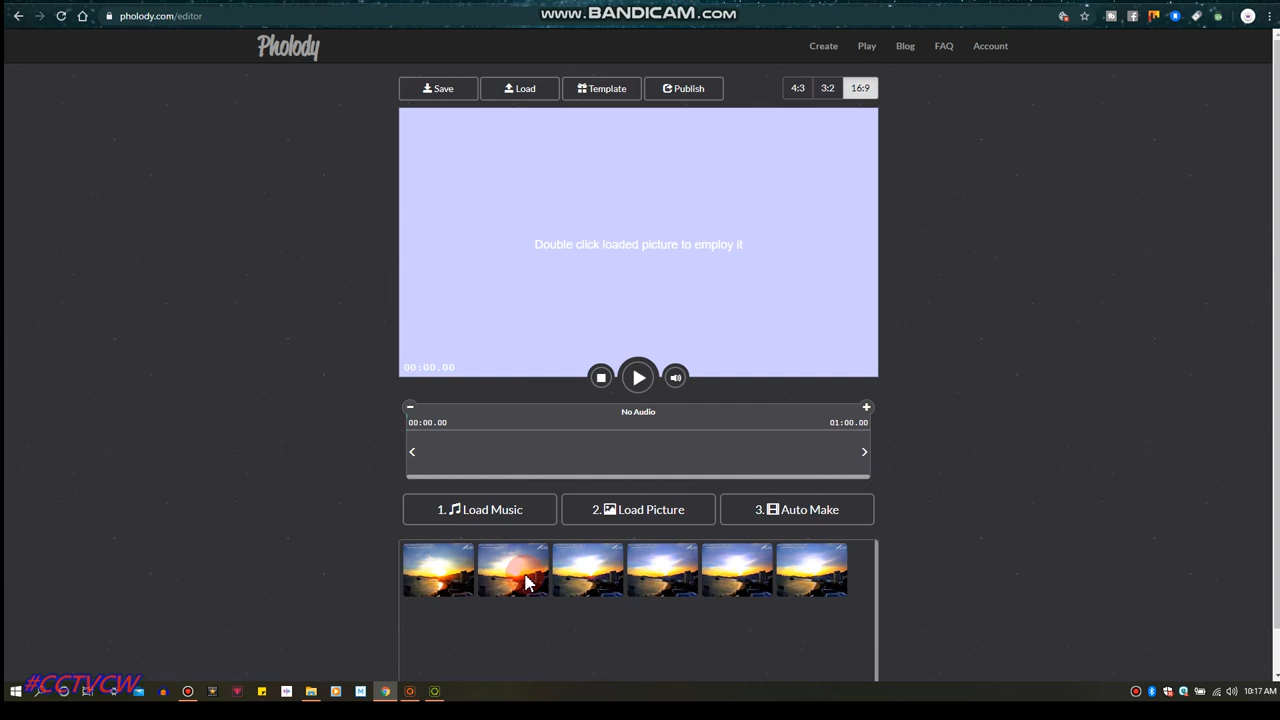 pholody.com/editor
www.BANDICAM.com
Pholody
Create Play Blog FAQ Account
Save Load Template Publish 4:3 3:2 16:9
Double click loaded picture to employ it
00:00.00
No Audio
00:00.00 01:00.00
1. Load Music 2. Load Picture 3. Auto Make
#CCTVCW
10:17 AM